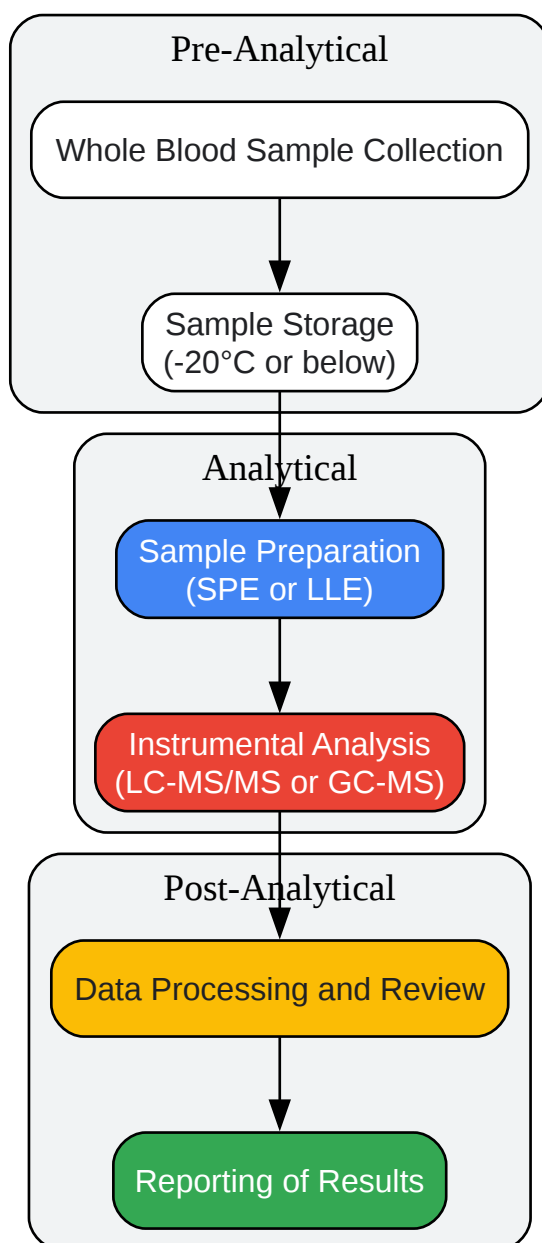 Pre-Analytical
Whole Blood Sample Collection
Sample Storage
(-20°C or below)
Analytical
Sample Preparation
(SPE or LLE)
Instrumental Analysis
(LC-MS/MS or GC-MS)
Post-Analytical
Data Processing and Review
Reporting of Results